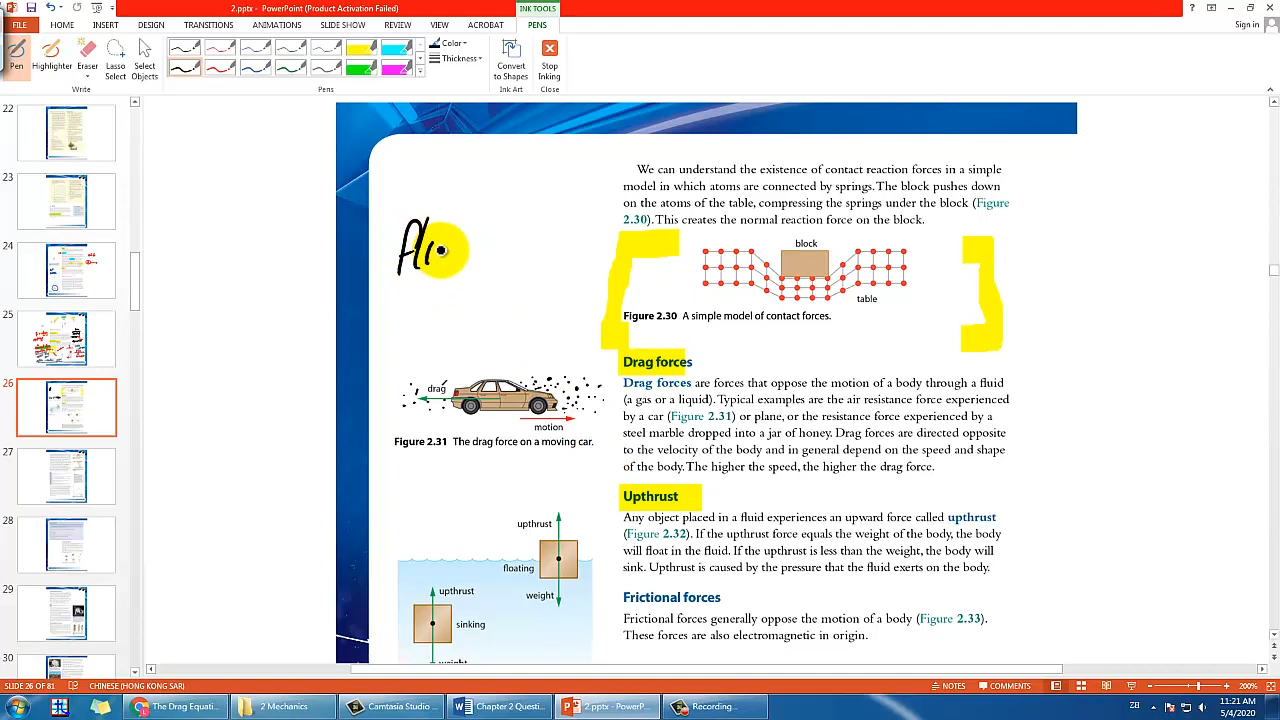 2.pptx - PowerPoint (Product Activation Failed)
INK TOOLS
Sign in
FILE HOME INSERT DESIGN TRANSITIONS ANIMATIONS SLIDE SHOW REVIEW VIEW ACROBAT PENS
Pen
Highlighter
Eraser
Lasso Select
Select Objects
Color
Thickness
Convert to Shapes
Stop Inking
Write
Pens
Ink Art
Close
22
23
24
25
26
27
We can understand the existence of contact reaction forces in a simple
model in which atoms are connected by springs. The block pushes down
on the atoms of the table, compressing the springs under the block (Figure
2.30). This creates the normal reaction force on the block.
block
table
Figure 2.30 A simple model of contact forces.
Drag forces
Drag forces are forces that oppose the motion of a body through a fluid
(a gas or a liquid). Typical examples are the air resistance force experienced
by a car (Figure 2.31) or plane, or the resistance force experienced by a
steel marble dropped into a jar of honey. Drag forces are directed opposite
to the velocity of the body and in general depend on the speed and shape
of the body. The higher the speed, the higher the drag force.
drag
motion
Figure 2.31 The drag force on a moving car.
Upthrust
Any object placed in a fluid experiences an upward force called upthrust
(Figure 2.32). If the upthrust force equals the weight of the body, the body
will float in the fluid. If the upthrust is less than the weight, the body will
sink. Upthrust is caused by the pressure that the fluid exerts on the body.
upthrust
floating
weight
upthrust
sinking
weight
Frictional forces
Frictional forces generally oppose the motion of a body (Figure 2.33).
These forces are also electromagnetic in origin.
SLIDE 26 OF 81 CHINESE (HONG KONG SAR) NOTES COMMENTS 200%
The Drag Equati...
2 Mechanics
Camtasia Studio ...
Chapter 2 Questi...
2.pptx - PowerP...
Recording...
ZB
11:21 AM
5/4/2020